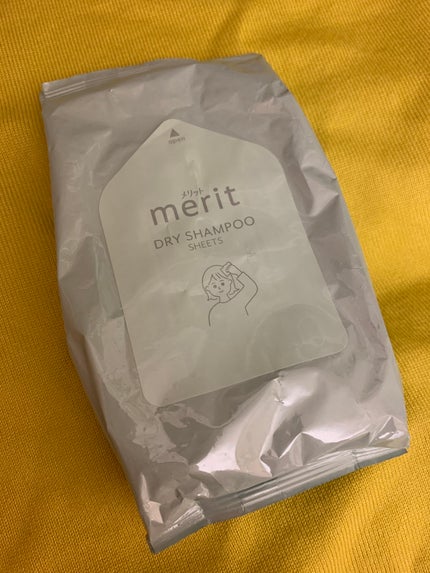 open
メリット
merit
DRY SHAMPOO
SHEETS